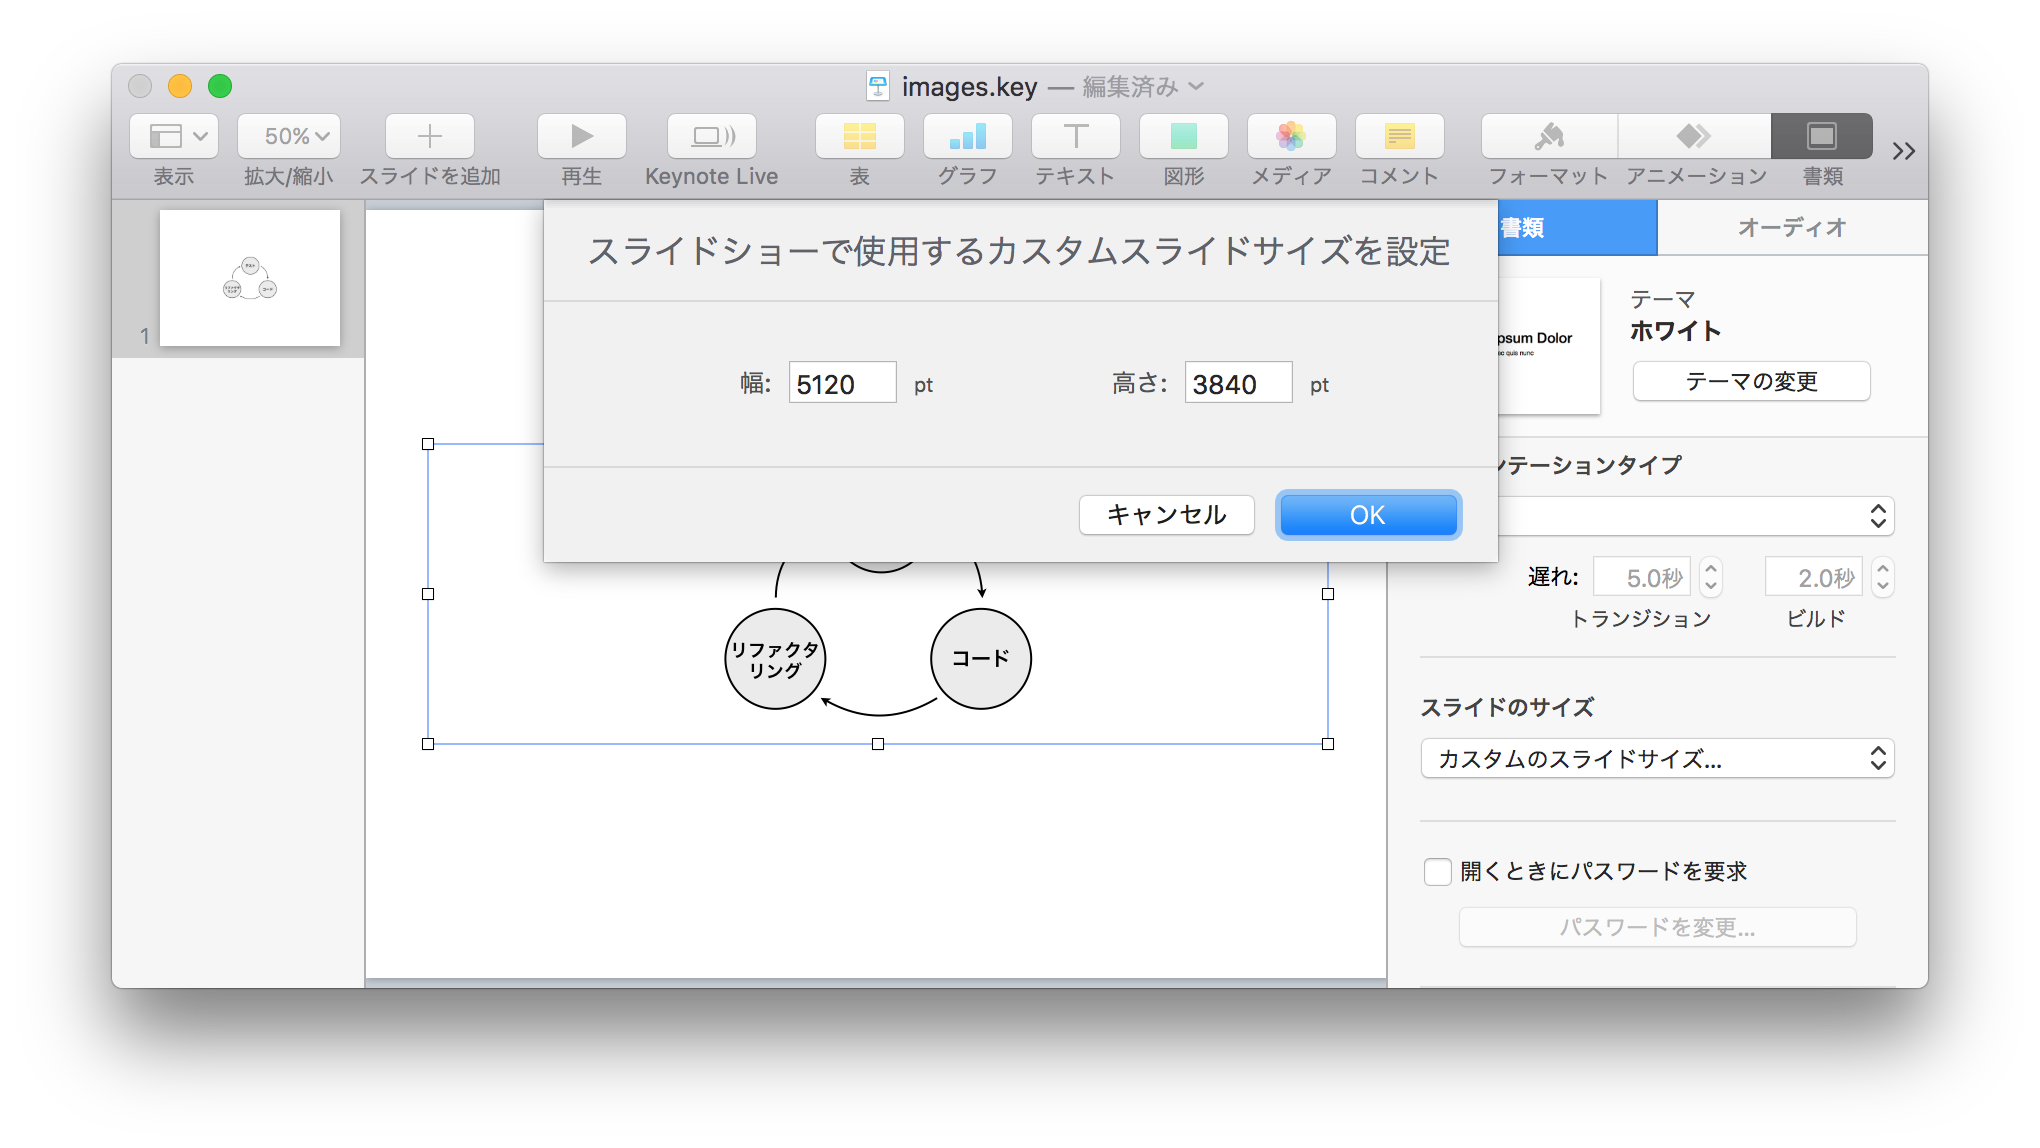 images.key — 編集済み
50%
表示
拡大/縮小
スライドを追加
再生
Keynote Live
表
グラフ
テキスト
図形
メディア
コメント
フォーマット
アニメーション
書類
1
スライドショーで使用するカスタムスライドサイズを設定
幅: 5120 pt
高さ: 3840 pt
キャンセル
OK
リファクタ
リング
コード
書類
オーディオ
psum Dolor
テーマ
ホワイト
テーマの変更
ンテーションタイプ
遅れ: 5.0秒
2.0秒
トランジション
ビルド
スライドのサイズ
カスタムのスライドサイズ...
開くときにパスワードを要求
パスワードを変更...